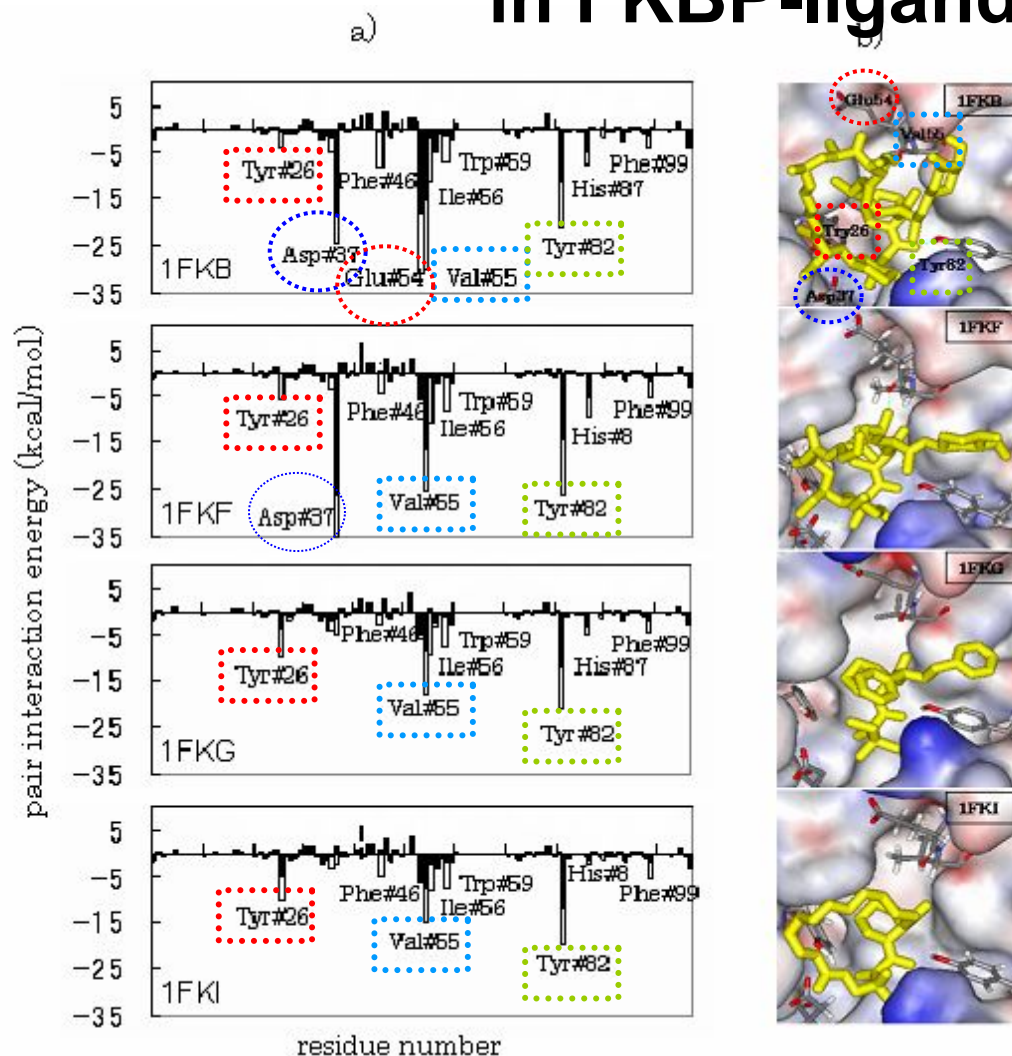 in FKBP-ligand
a)
b)
pair interaction energy (kcal/mol)
5
-5
-15
-25
-35
Tyr#26
Phe#46
Trp#59
Ile#56
Phe#99
His#87
Asp#37
Glu#54
Val#55
Tyr#82
1FKB
5
-5
-15
-25
-35
Tyr#26
Phe#46
Trp#59
Ile#56
Phe#99
His#8
Asp#37
Val#55
Tyr#82
1FKF
5
-5
-15
-25
-35
Tyr#26
Phe#46
Trp#59
Ile#56
Phe#99
His#87
Val#55
Tyr#82
1FKG
5
-5
-15
-25
-35
Tyr#26
Phe#46
Trp#59
Ile#56
His#8
Phe#99
Val#55
Tyr#82
1FKI
residue number
Glu54
1FKB
Val55
Try26
Tyr82
Asp37
1FKF
1FKG
1FKI